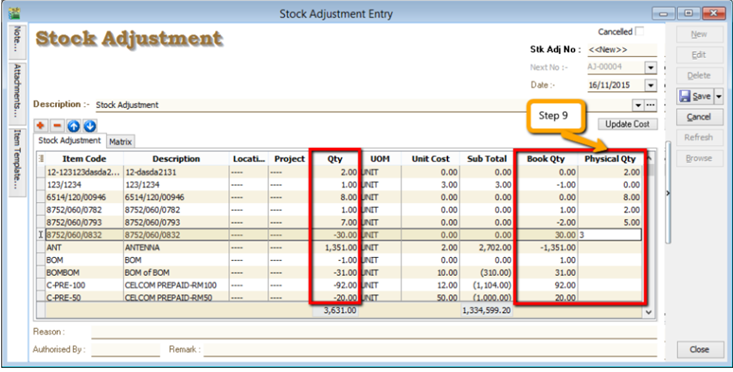 Stock Adjustment Entry
Note...
Attachments...
Item Template...
Stock Adjustment
Cancelled
Stk Adj No : <<New>>
Next No :- AJ-00004
Date :- 16/11/2015
Description :- Stock Adjustment
Step 9
Update Cost
Stock Adjustment Matrix
Item Code Description Locati... Project Qty UOM Unit Cost Sub Total Book Qty Physical Qty
12-123123dasda2... 12-dasda2131 ---- ---- 2.00 UNIT 0.00 0.00 0.00 2.00
123/1234 123/1234 ---- ---- 1.00 UNIT 3.00 3.00 -1.00 0.00
6514/120/00946 6514/120/00946 ---- ---- 8.00 UNIT 0.00 0.00 0.00 8.00
8752/060/0782 8752/060/0782 ---- ---- 1.00 UNIT 0.00 0.00 1.00 2.00
8752/060/0793 8752/060/0793 ---- ---- 7.00 UNIT 0.00 0.00 -2.00 5.00
8752/060/0832 8752/060/0832 ---- ---- -30.00 UNIT 0.00 0.00 30.00 3
ANT ANTENNA ---- ---- 1,351.00 UNIT 2.00 2,702.00 -1,351.00
BOM BOM ---- ---- -1.00 UNIT 0.00 0.00 1.00
BOMBOM BOM of BOM ---- ---- -31.00 UNIT 10.00 (310.00) 31.00
C-PRE-100 CELCOM PREPAID-RM100 ---- ---- -92.00 UNIT 12.00 (1,104.00) 92.00
C-PRE-50 CELCOM PREPAID-RM50 ---- ---- -20.00 UNIT 50.00 (1,000.00) 20.00
3,631.00 1,334,599.20
Reason :
Authorised By : Remark :
New
Edit
Delete
Save
Cancel
Refresh
Browse
Close